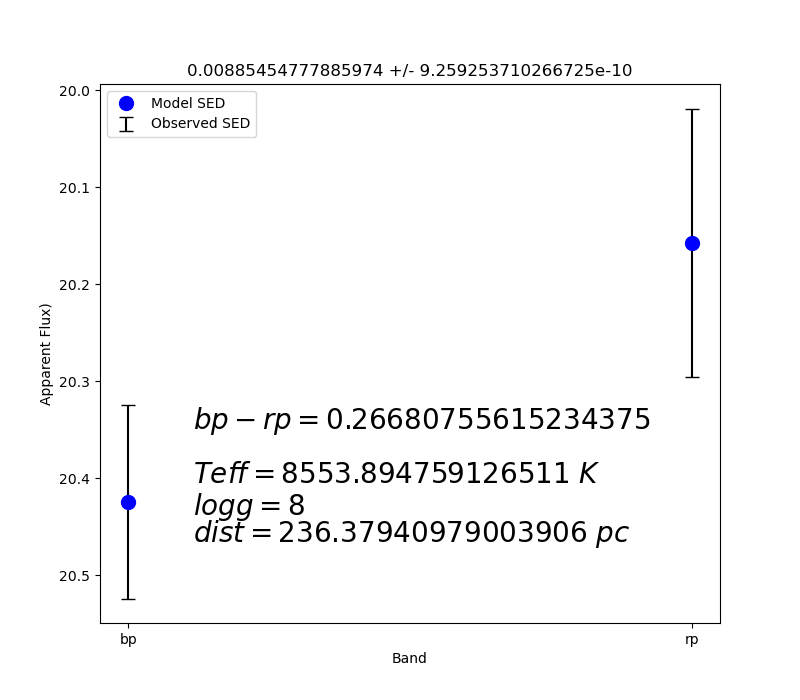 0.00885454777885974 +/- 9.259253710266725e-10
Model SED
Observed SED
20.0
20.1
20.2
20.3
20.4
20.5
Apparent Flux)
bp − rp = 0.26680755615234375
Teff = 8553.894759126511 K
logg = 8
dist = 236.37940979003906 pc
bp
rp
Band